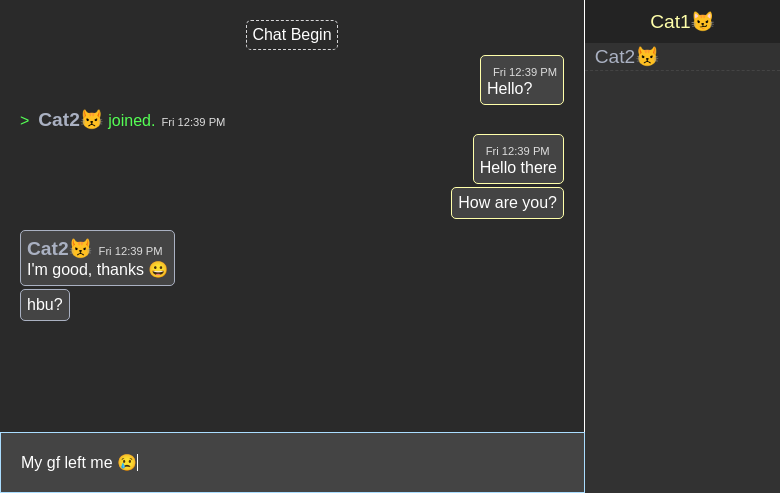 Chat Begin
Cat1😼
Cat2😾
Fri 12:39 PM
Hello?
> Cat2😾 joined. Fri 12:39 PM
Fri 12:39 PM
Hello there
How are you?
Cat2😾 Fri 12:39 PM
I'm good, thanks 😀
hbu?
My gf left me 😢